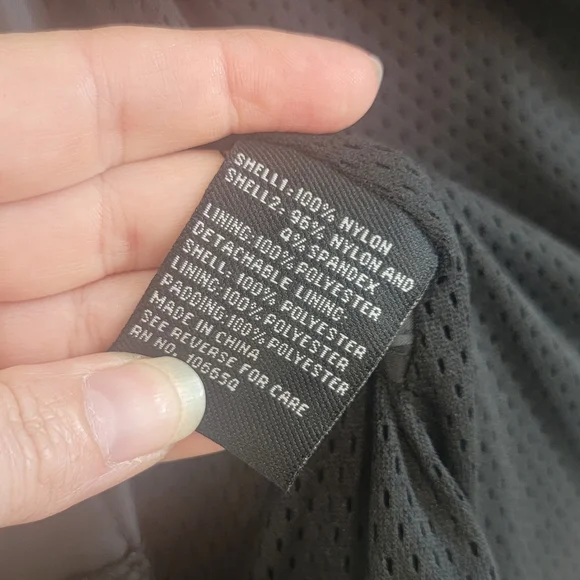 SHELL1:100% NYLON
SHELL2- 96% NYLON AND
4% SPANDEX
LINING:100% POLYESTER
DETACHABLE LINING:
SHELL: 100% POLYESTER
LINING:100% POLYESTER
PADDING:100% POLYESTER
MADE IN CHINA
SEE REVERSE FOR CARE
RN NO. 106654